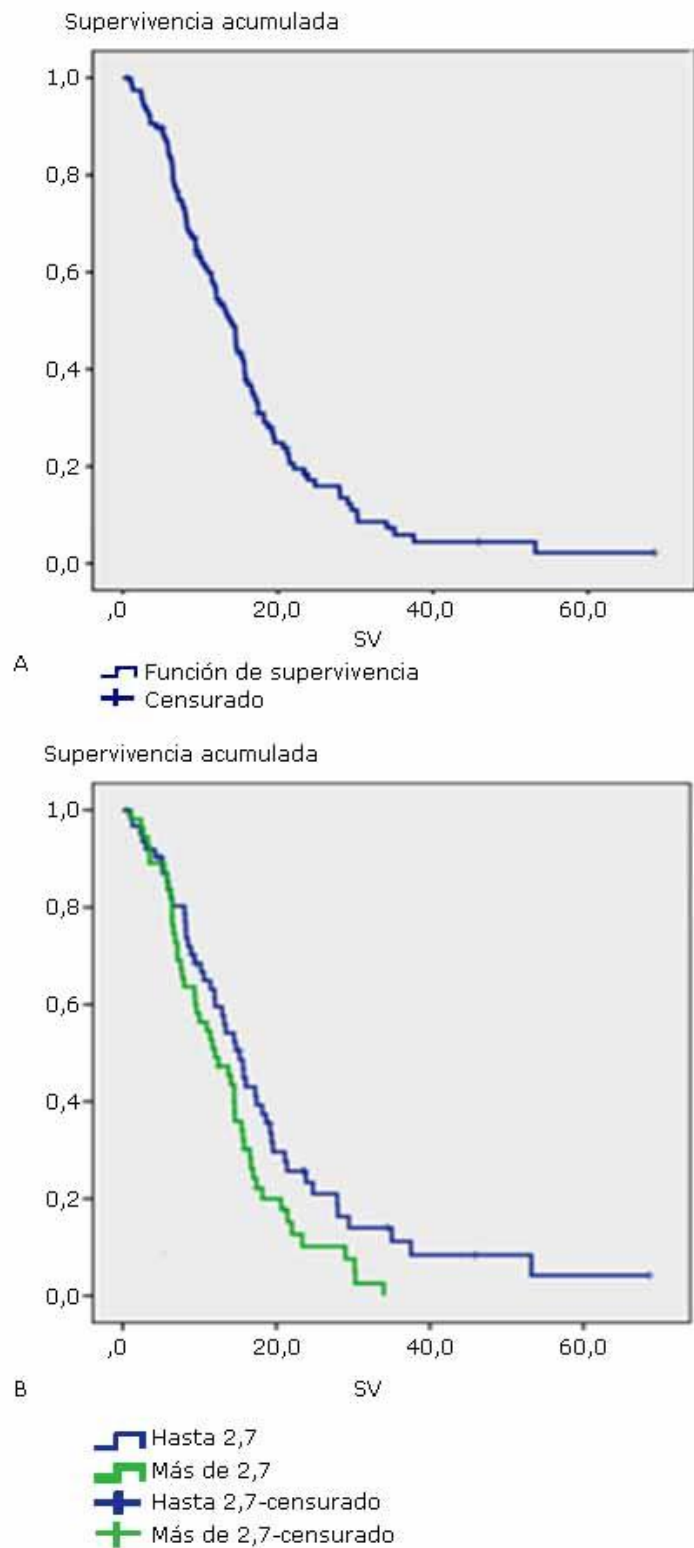 Supervivencia acumulada
1,0
0,8
0,6
0,4
0,2
0,0
,0 20,0 40,0 60,0
SV
A
Función de supervivencia
Censurado
Supervivencia acumulada
1,0
0,8
0,6
0,4
0,2
0,0
,0 20,0 40,0 60,0
B SV
Hasta 2,7
Más de 2,7
Hasta 2,7-censurado
Más de 2,7-censurado